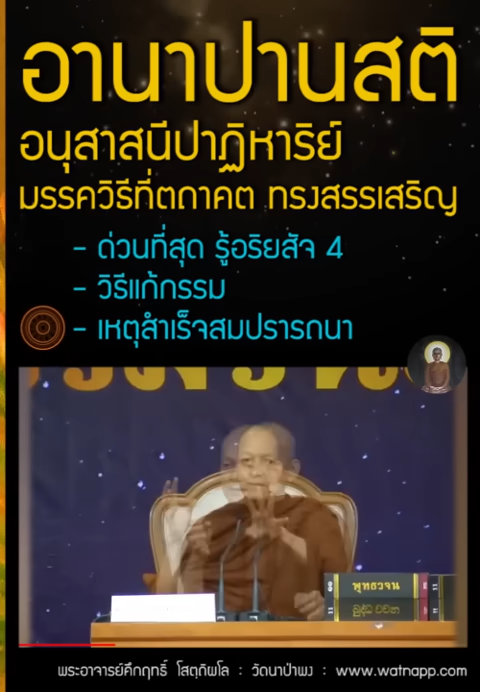 อานาปานสติ
อนุสาสนีปาฏิหาริย์
มรรควิธีที่ตถาคต ทรงสรรเสริญ
- ด่วนที่สุด รู้อริยสัจ 4
- วิธีแก้กรรม
- เหตุสำเร็จสมปรารถนา
พุทธวจน
พระอาจารย์คึกฤทธิ์ โสตฺถิผโล : วัดนาป่าพง : www.watnapp.com